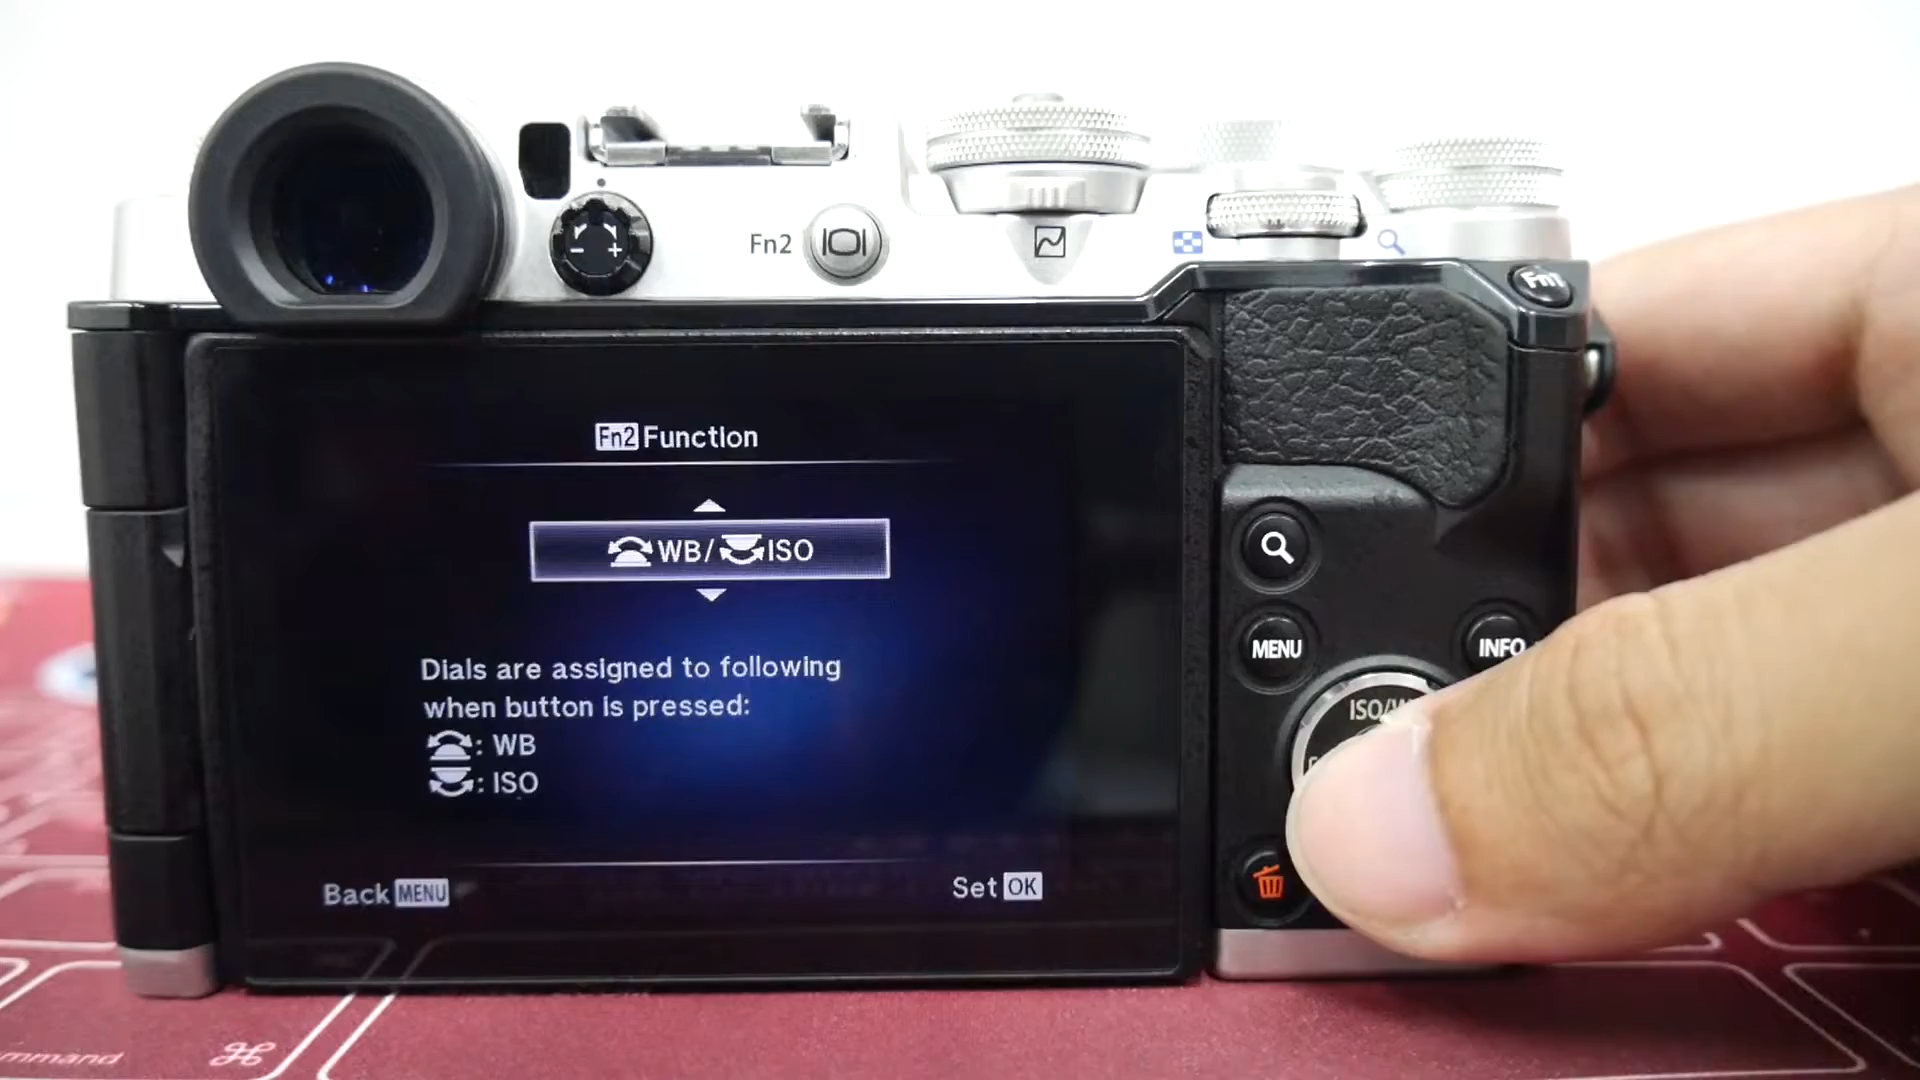 Fn2
Fn1
Fn2 Function
WB/ ISO
Dials are assigned to following
when button is pressed:
: WB
: ISO
Back MENU
Set OK
MENU
INFO
- +